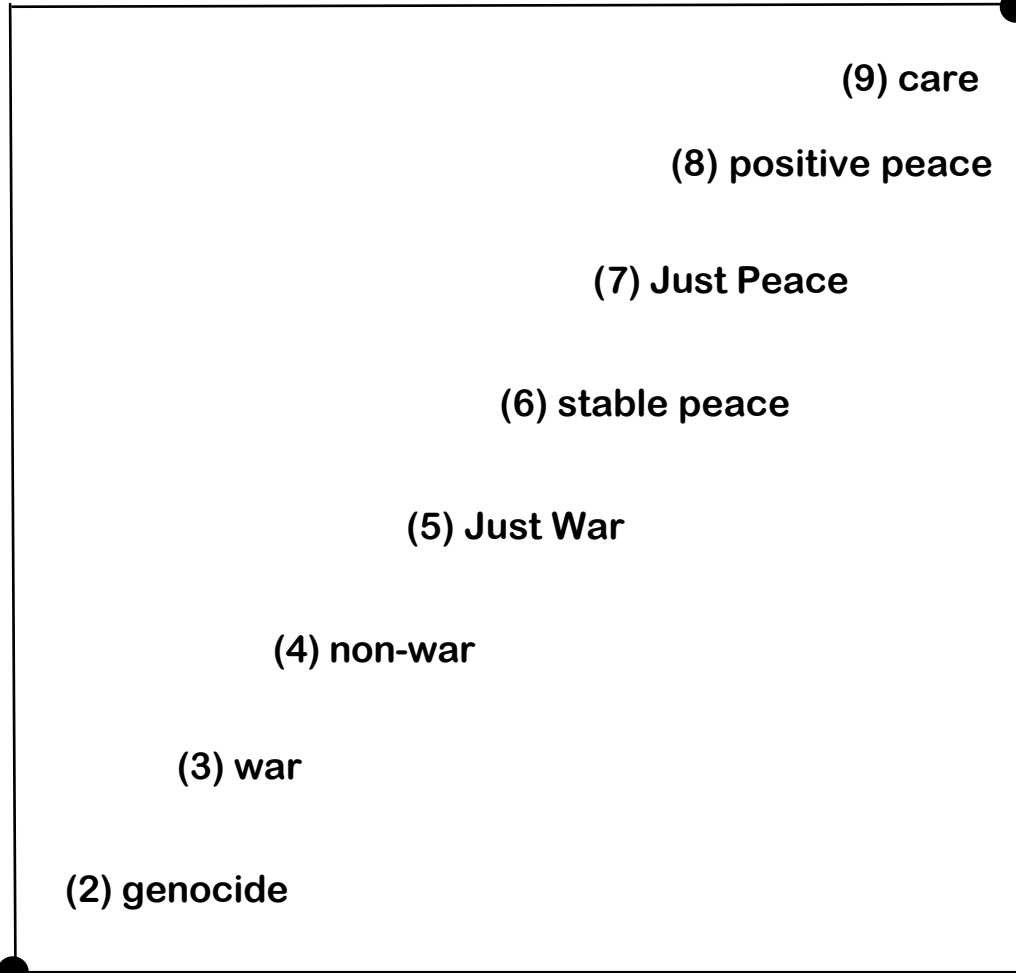 (9) care
(8) positive peace
(7) Just Peace
(6) stable peace
(5) Just War
(4) non-war
(3) war
(2) genocide